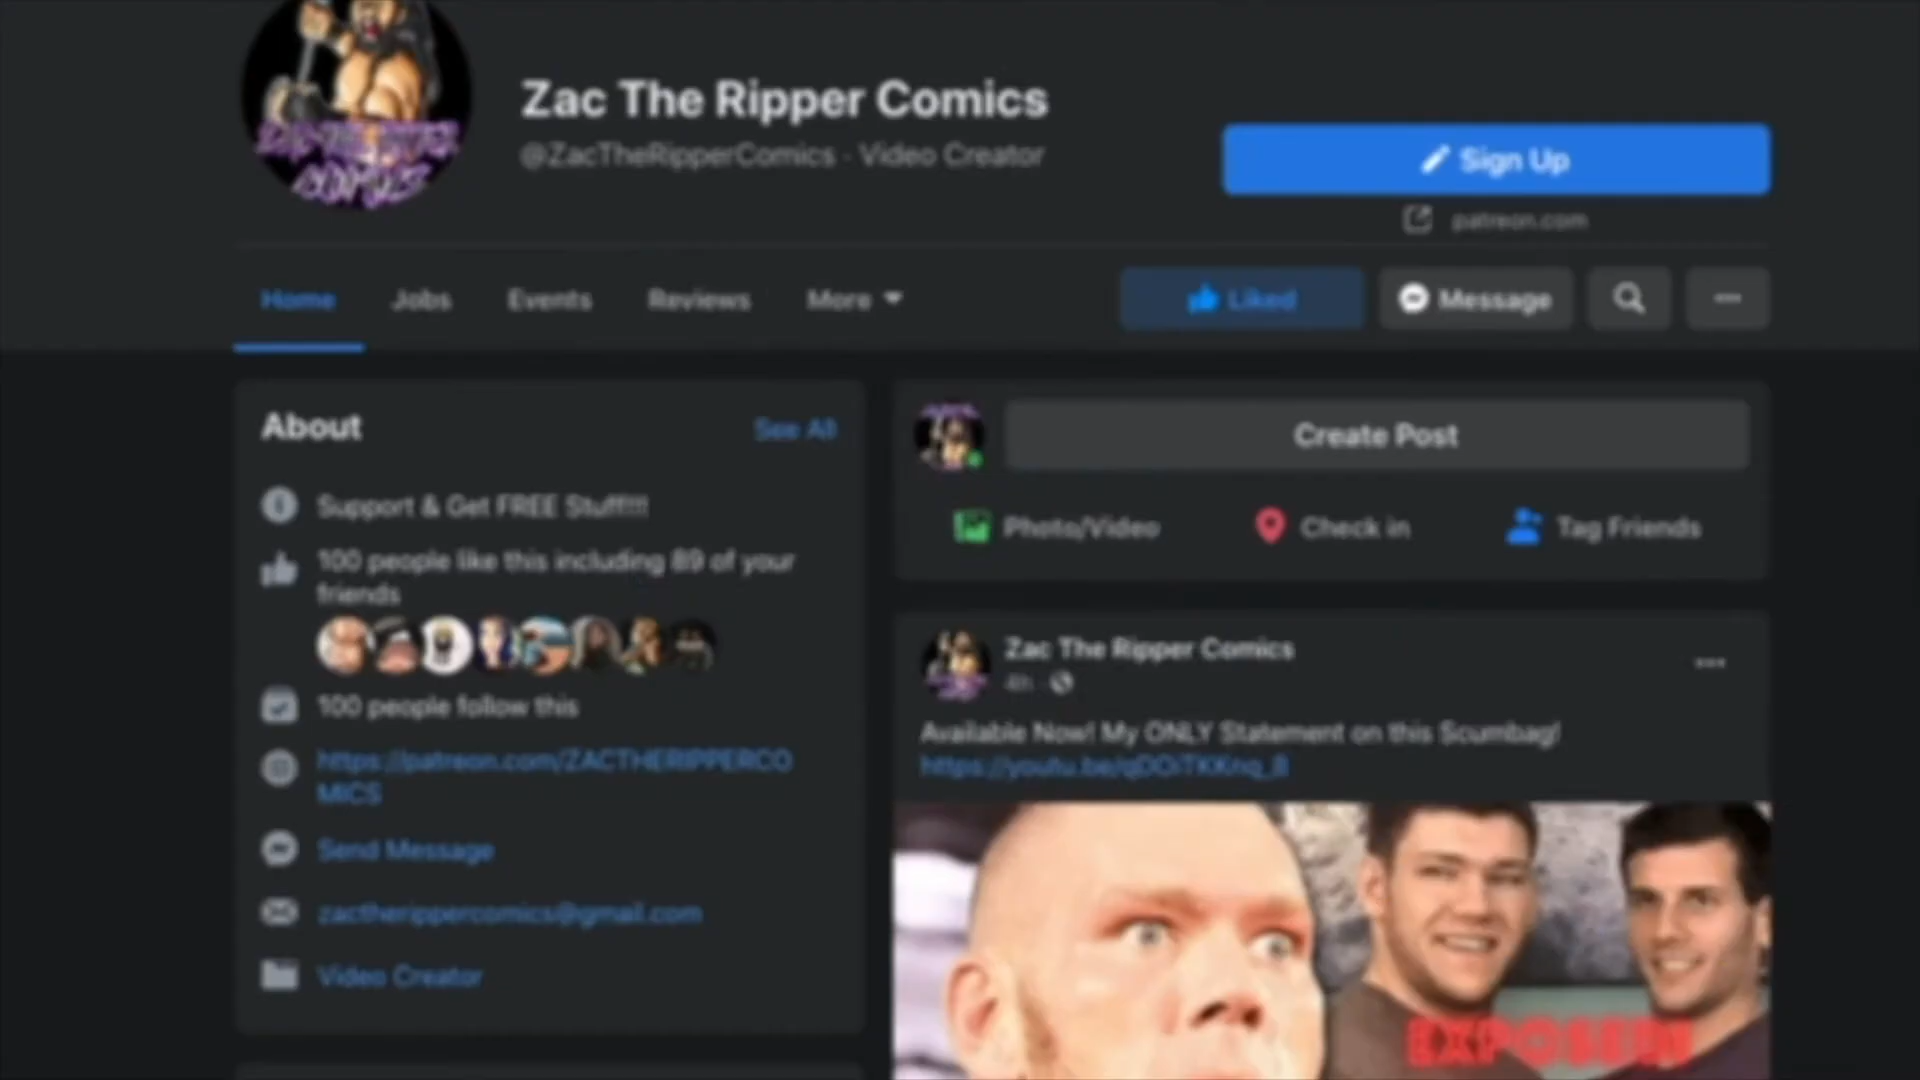 Zac The Ripper Comics
@ZacTheRipperComics · Video Creator
Sign Up
patreon.com
Home
Jobs
Events
Reviews
More
Liked
Message
About
See All
Create Post
Support & Get FREE Stuff!!!
Photo/Video
Check in
Tag Friends
100 people like this including 89 of your
friends
Zac The Ripper Comics
4h ·
100 people follow this
Available Now! My ONLY Statement on this Scumbag!
https://patreon.com/ZACTHERIPPERCO
MICS
Send Message
zactherippercomics@gmail.com
Video Creator